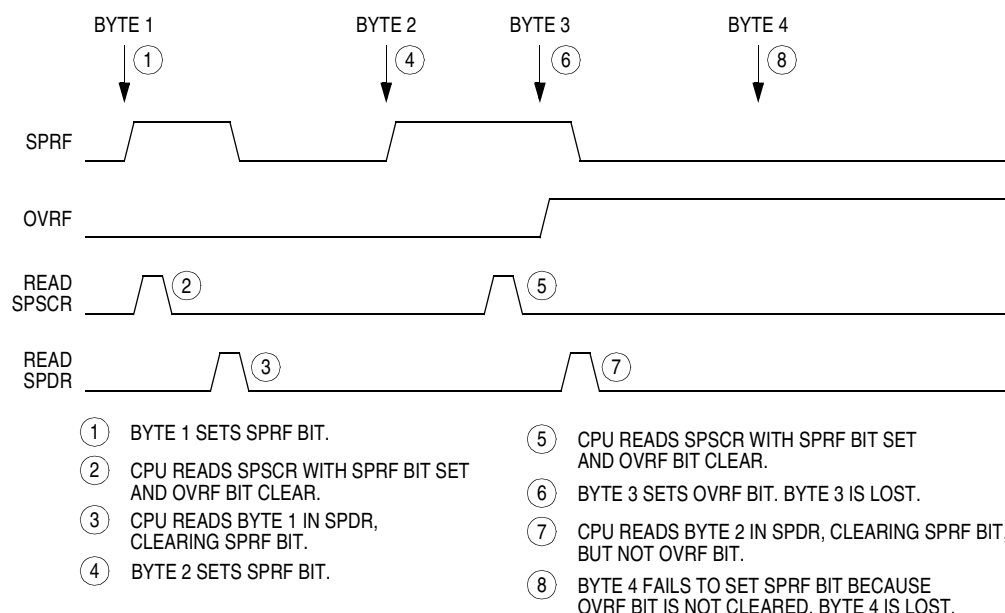 BYTE 1 BYTE 2 BYTE 3 BYTE 4
1 4 6 8
SPRF
OVRF
READ
SPSCR
2 5
READ
SPDR
3 7
1 BYTE 1 SETS SPRF BIT.
2 CPU READS SPSCR WITH SPRF BIT SET
AND OVRF BIT CLEAR.
3 CPU READS BYTE 1 IN SPDR,
CLEARING SPRF BIT.
4 BYTE 2 SETS SPRF BIT.
5 CPU READS SPSCR WITH SPRF BIT SET
AND OVRF BIT CLEAR.
6 BYTE 3 SETS OVRF BIT. BYTE 3 IS LOST.
7 CPU READS BYTE 2 IN SPDR, CLEARING SPRF BIT,
BUT NOT OVRF BIT.
8 BYTE 4 FAILS TO SET SPRF BIT BECAUSE
OVRF BIT IS NOT CLEARED. BYTE 4 IS LOST.